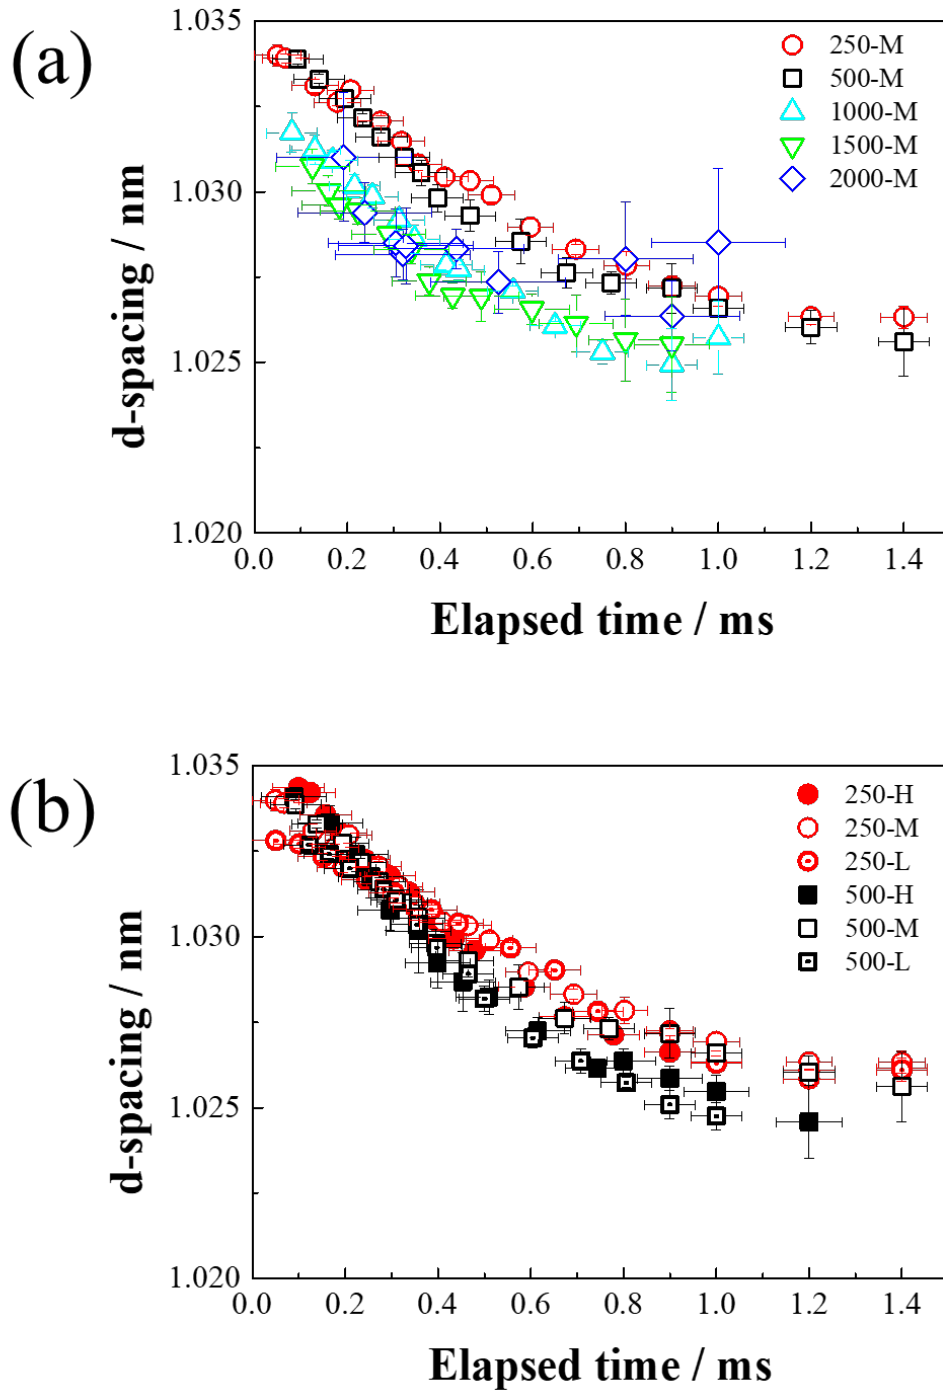 (a)
1.035
1.030
1.025
1.020
d-spacing / nm
250-M
500-M
1000-M
1500-M
2000-M
0.0 0.2 0.4 0.6 0.8 1.0 1.2 1.4
Elapsed time / ms
(b)
1.035
1.030
1.025
1.020
d-spacing / nm
250-H
250-M
250-L
500-H
500-M
500-L
0.0 0.2 0.4 0.6 0.8 1.0 1.2 1.4
Elapsed time / ms